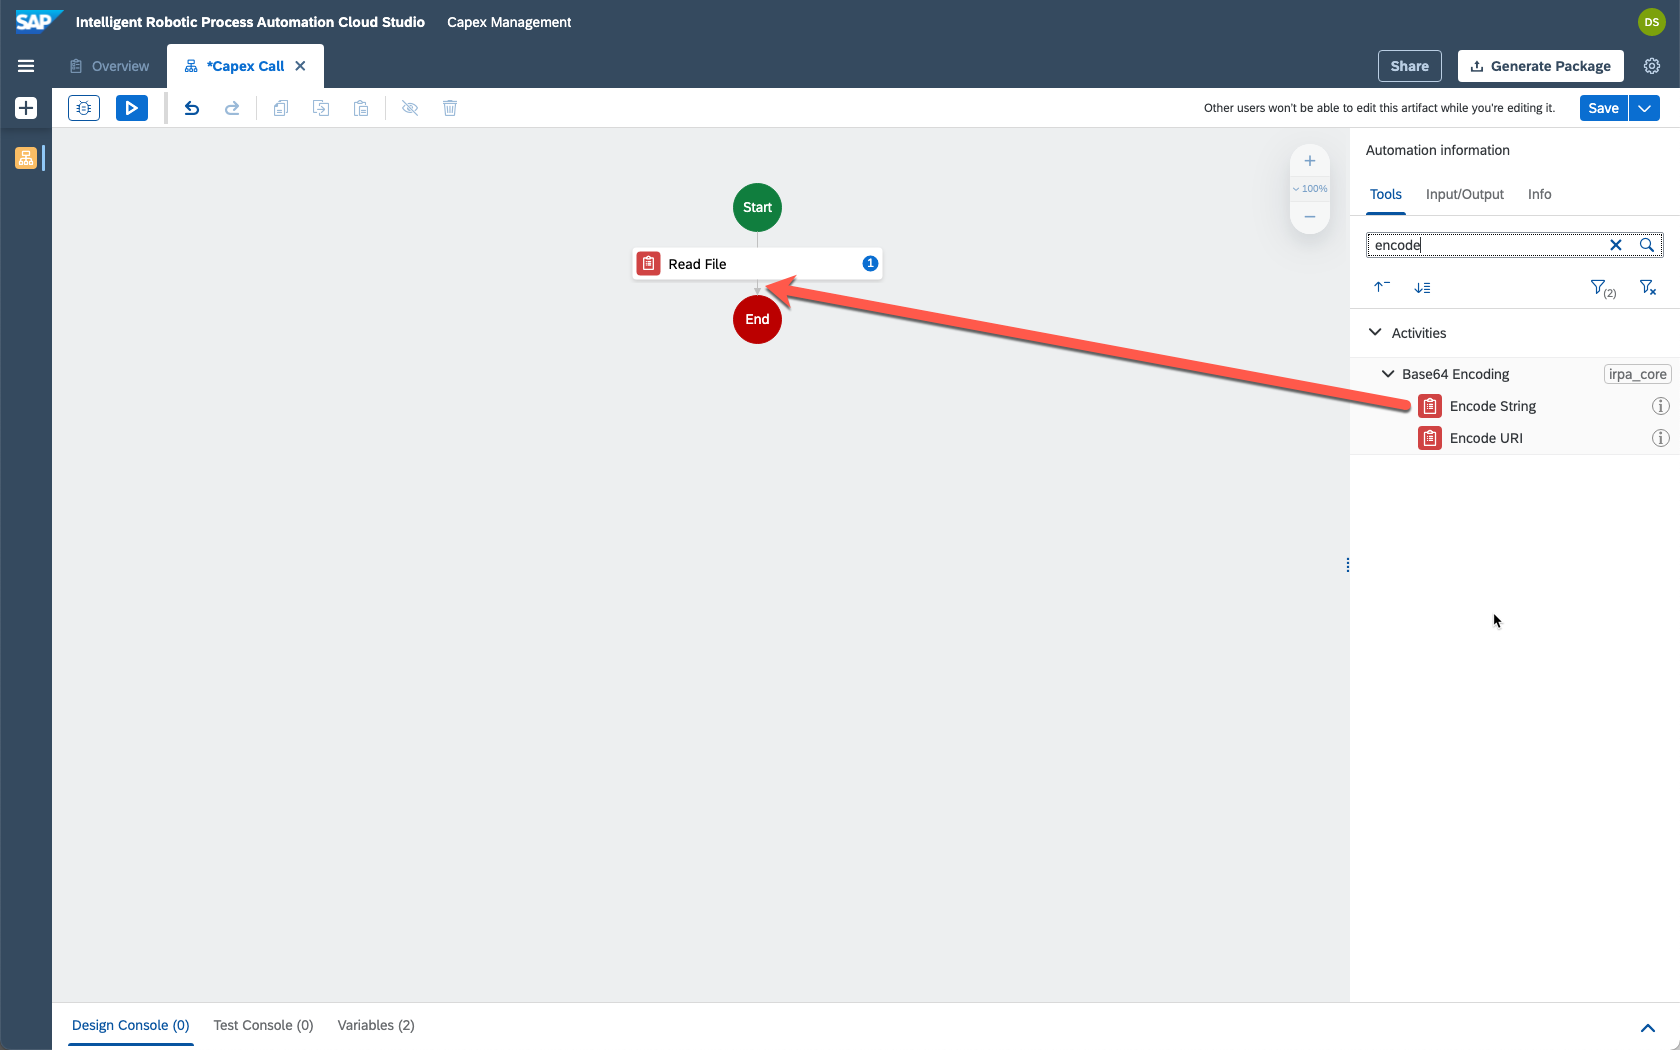 SAP Intelligent Robotic Process Automation Cloud Studio Capex Management DS
Overview *Capex Call Share Generate Package
Other users won't be able to edit this artifact while you're editing it. Save
Automation information
Tools Input/Output Info
100%
Start
encode
Read File 1
(2)
End
Activities
Base64 Encoding irpa_core
Encode String
Encode URI
Design Console (0) Test Console (0) Variables (2)